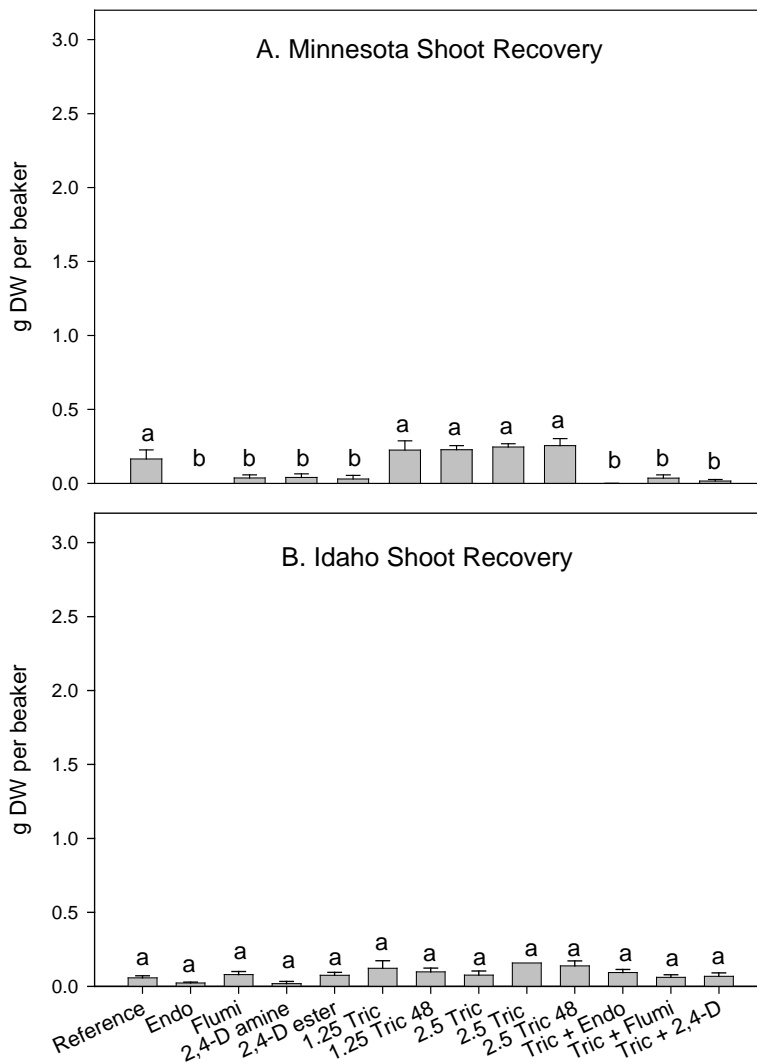 A. Minnesota Shoot Recovery
3.0
2.5
2.0
1.5
1.0
0.5
0.0
g DW per beaker
a
b
b
b
b
a
a
a
a
b
b
b
B. Idaho Shoot Recovery
3.0
2.5
2.0
1.5
1.0
0.5
0.0
g DW per beaker
a
a
a
a
a
a
a
a
a
a
a
a
a
Reference
Endo
Flumi
2,4-D amine
2,4-D ester
1.25 Tric
1.25 Tric 48
2.5 Tric
2.5 Tric
2.5 Tric 48
Tric + Endo
Tric + Flumi
Tric + 2,4-D